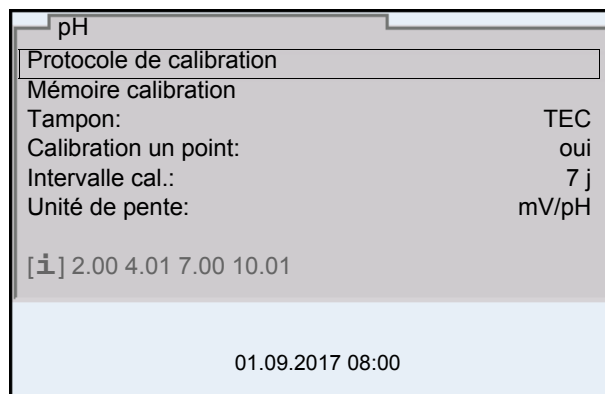 pH
Protocole de calibration
Mémoire calibration
Tampon: TEC
Calibration un point: oui
Intervalle cal.: 7 j
Unité de pente: mV/pH
[i] 2.00 4.01 7.00 10.01
01.09.2017 08:00